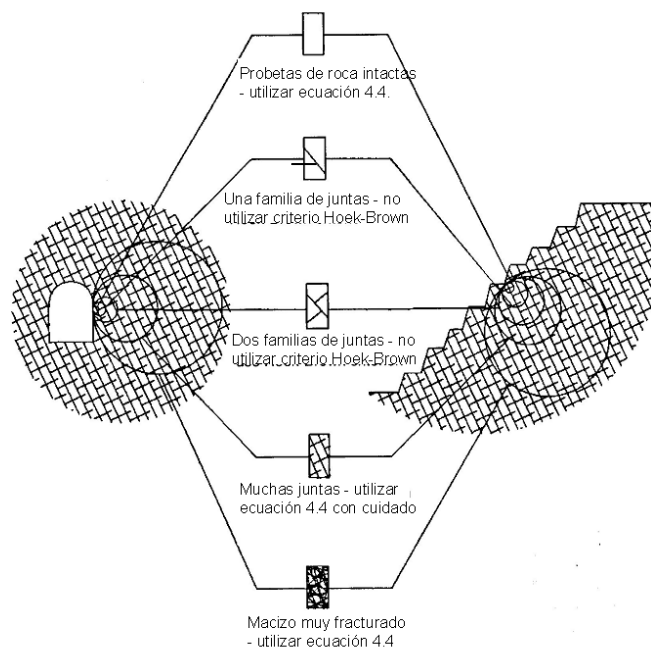 Probetas de roca intactas
- utilizar ecuación 4.4.
Una familia de juntas - no
utilizar criterio Hoek-Brown
Dos familias de juntas - no
utilizar criterio Hoek-Brown
Muchas juntas - utilizar
ecuación 4.4 con cuidado
Macizo muy fracturado
- utilizar ecuación 4.4